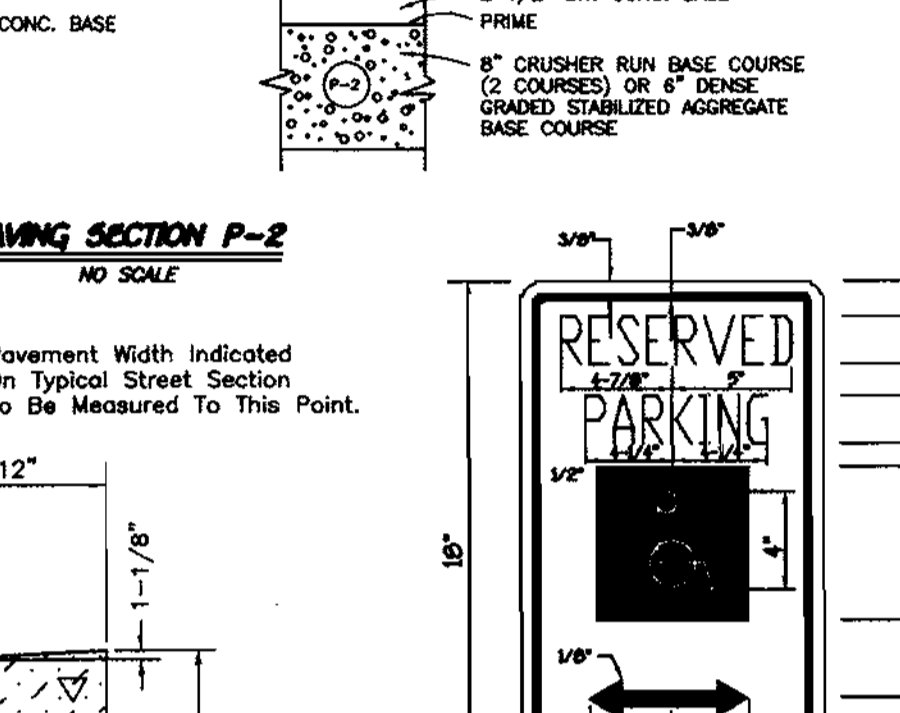 CONC. BASE
PRIME
8" CRUSHER RUN BASE COURSE
(2 COURSES) OR 6" DENSE
GRADED STABILIZED AGGREGATE
BASE COURSE
P-2
SECTION P-2
NO SCALE
Pavement Width Indicated
On Typical Street Section
To Be Measured To This Point.
12"
1-1/8"
3/8"
3/8"
RESERVED
4-7/8" 5"
PARKING
4-1/4" 4-1/4"
1/2"
18"
4"
1/8"